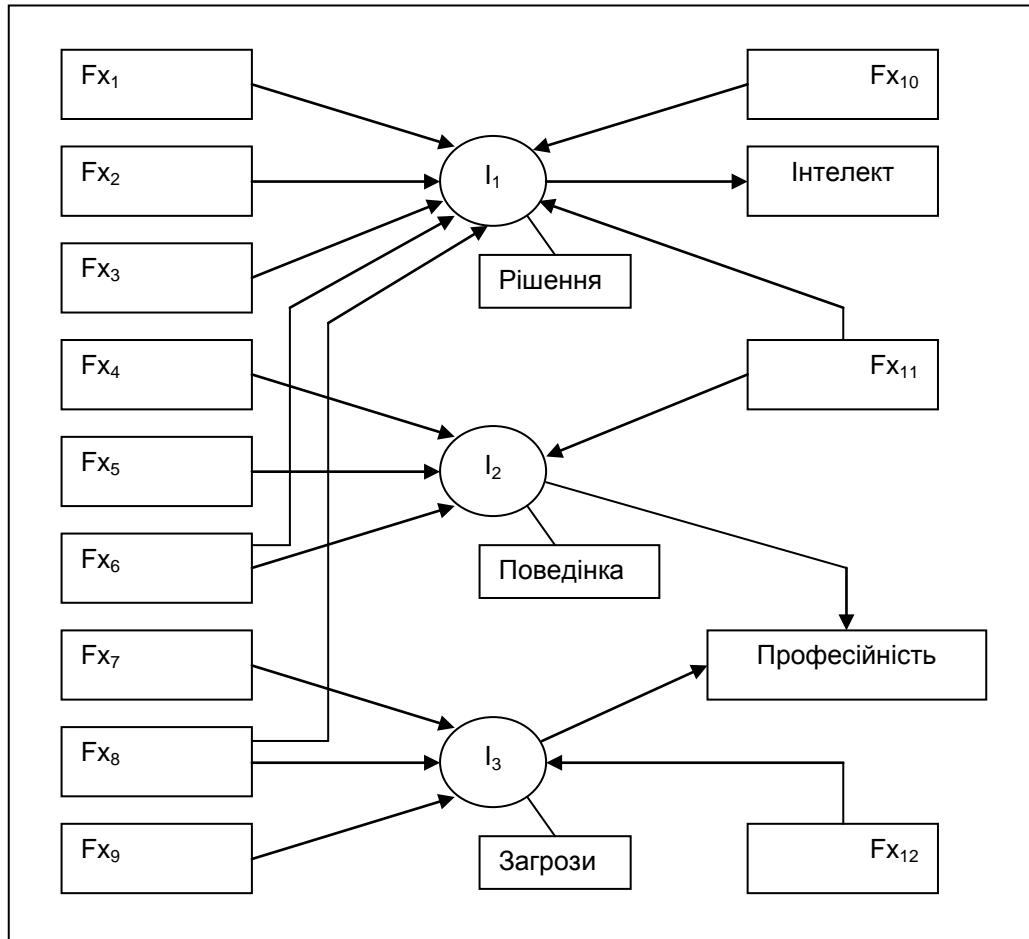 Fx₁
Fx₁₀
Fx₂
I₁
Інтелект
Fx₃
Рішення
Fx₄
Fx₁₁
Fx₅
I₂
Fx₆
Поведінка
Fx₇
Професійність
Fx₈
I₃
Fx₉
Загрози
Fx₁₂